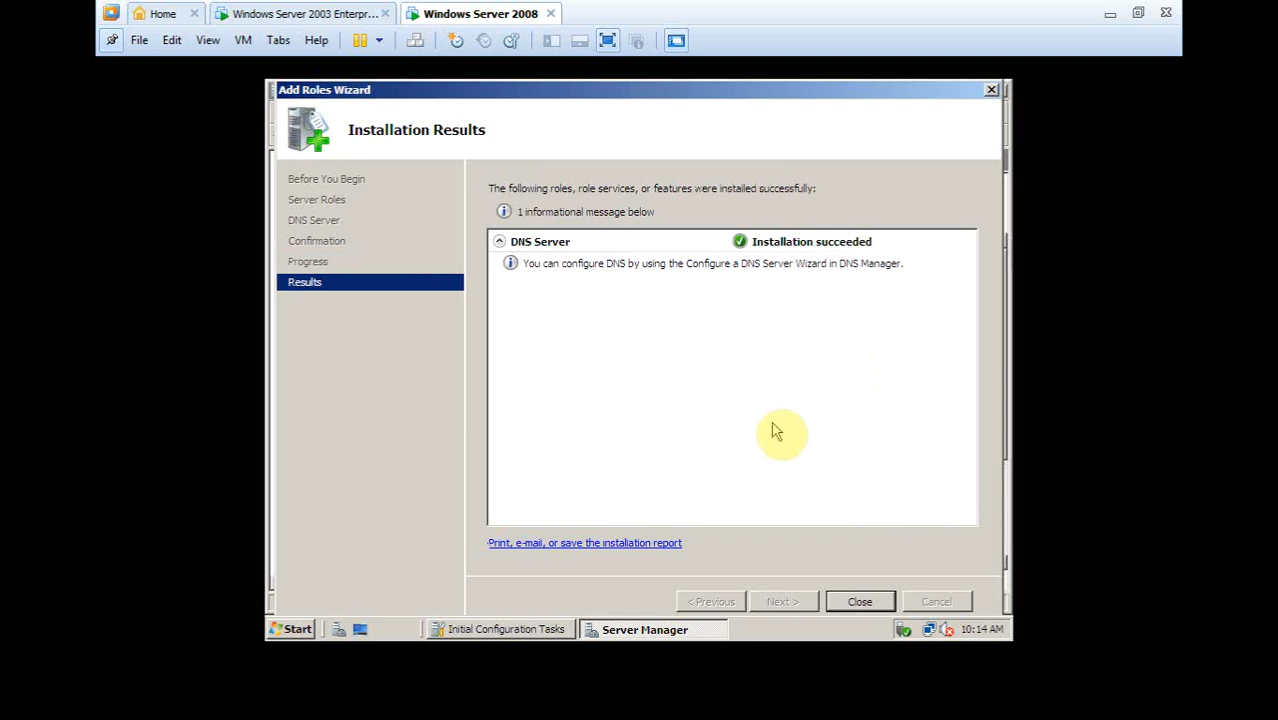 Home
Windows Server 2003 Enterpr...
Windows Server 2008
File Edit View VM Tabs Help
Add Roles Wizard
Installation Results
Before You Begin
Server Roles
DNS Server
Confirmation
Progress
Results
The following roles, role services, or features were installed successfully:
1 informational message below
DNS Server
Installation succeeded
You can configure DNS by using the Configure a DNS Server Wizard in DNS Manager.
Print, e-mail, or save the installation report
< Previous
Next >
Close
Cancel
Start
Initial Configuration Tasks
Server Manager
10:14 AM